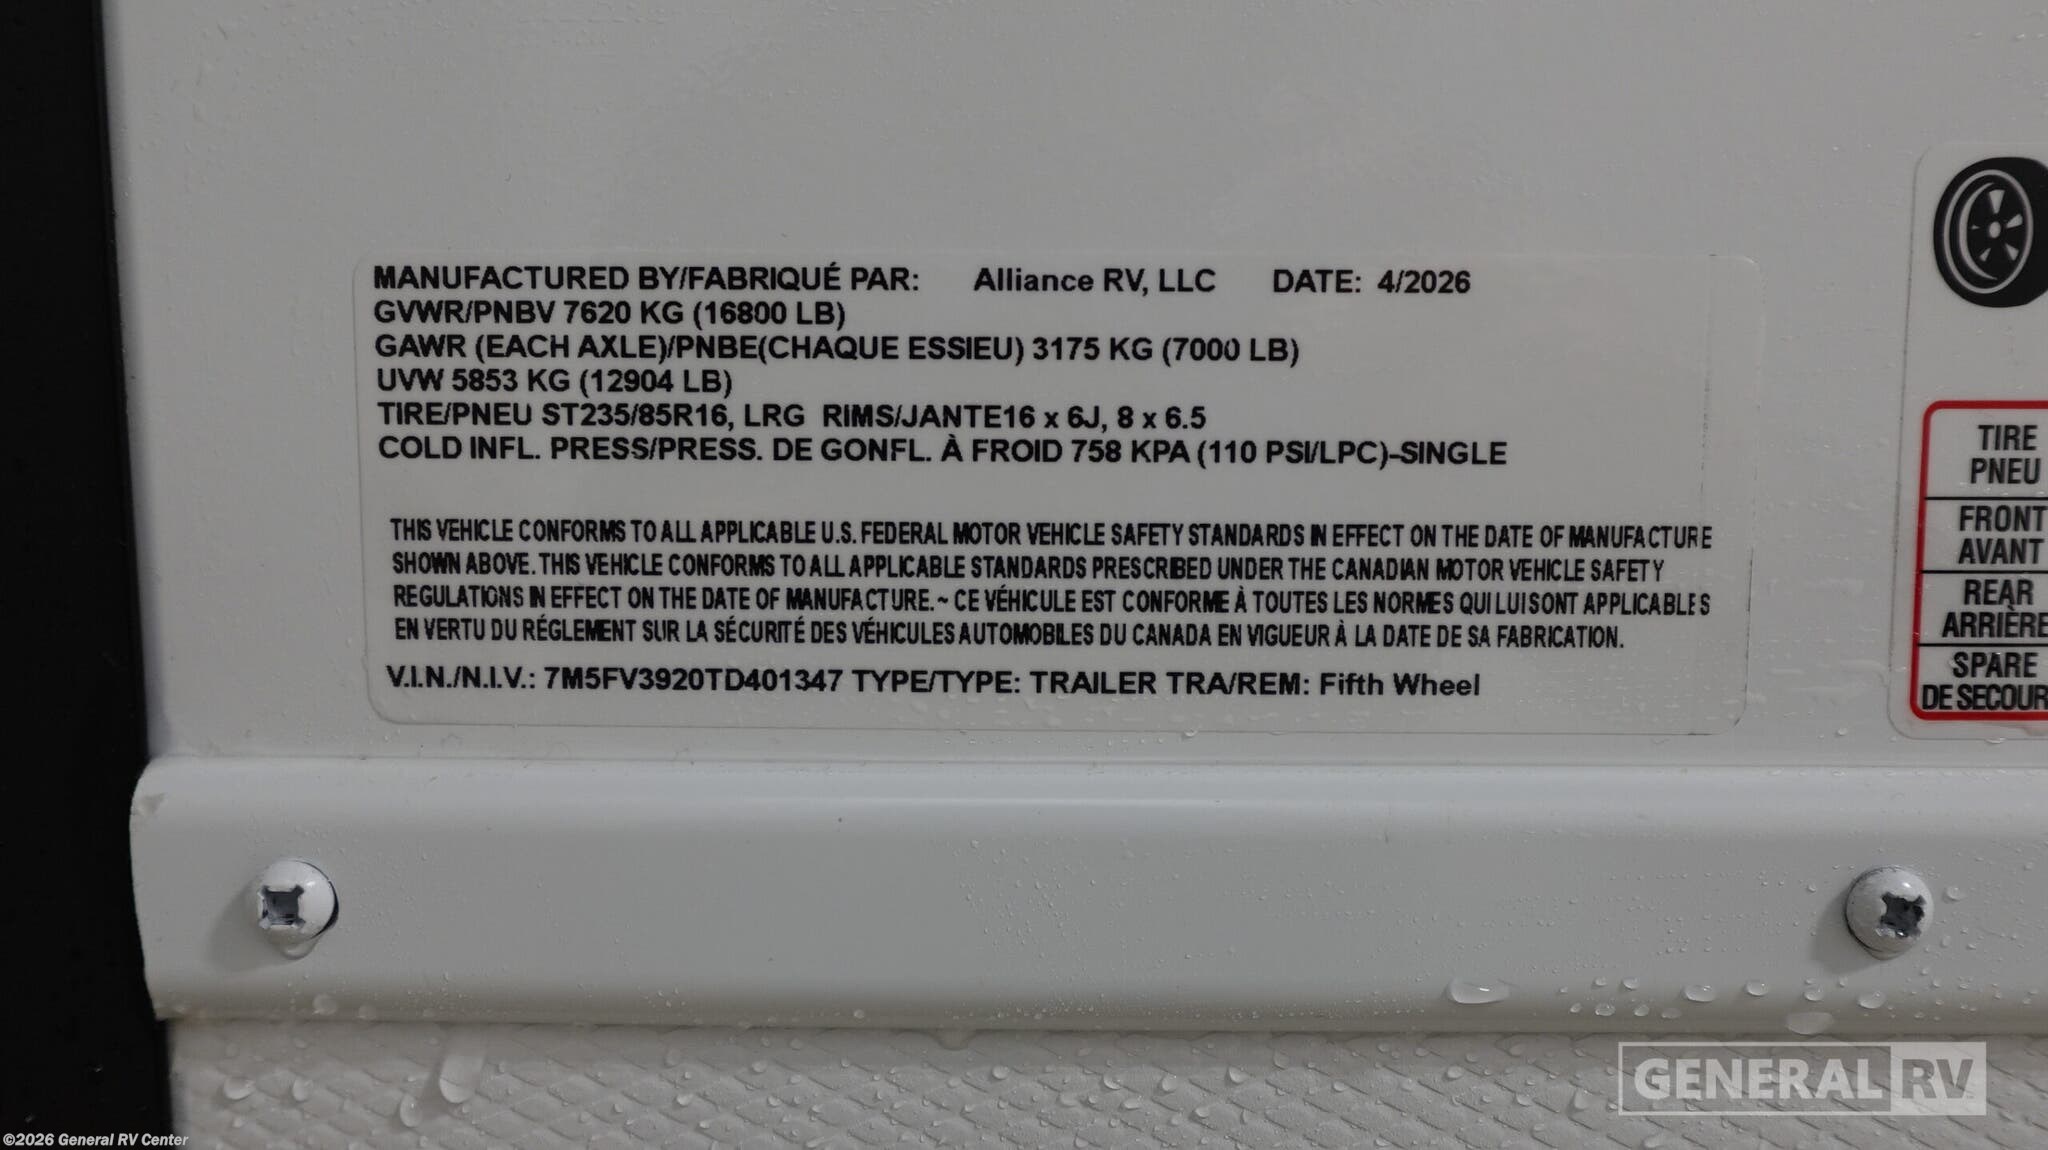 MANUFACTURED BY/FABRIQUÉ PAR: Alliance RV, LLC DATE: 4/2026
GVWR/PNBV 7620 KG (16800 LB)
GAWR (EACH AXLE)/PNBE(CHAQUE ESSIEU) 3175 KG (7000 LB)
UVW 5853 KG (12904 LB)
TIRE/PNEU ST235/85R16, LRG RIMS/JANTE16 x 6J, 8 x 6.5
COLD INFL. PRESS/PRESS. DE GONFL. À FROID 758 KPA (110 PSI/LPC)-SINGLE
THIS VEHICLE CONFORMS TO ALL APPLICABLE U.S. FEDERAL MOTOR VEHICLE SAFETY STANDARDS IN EFFECT ON THE DATE OF MANUFACTURE
SHOWN ABOVE. THIS VEHICLE CONFORMS TO ALL APPLICABLE STANDARDS PRESCRIBED UNDER THE CANADIAN MOTOR VEHICLE SAFETY
REGULATIONS IN EFFECT ON THE DATE OF MANUFACTURE. ~ CE VÉHICULE EST CONFORME À TOUTES LES NORMES QUI LUI SONT APPLICABLES
EN VERTU DU RÉGLEMENT SUR LA SÉCURITÉ DES VÉHICULES AUTOMOBILES DU CANADA EN VIGUEUR À LA DATE DE SA FABRICATION.
V.I.N./N.I.V.: 7M5FV3920TD401347 TYPE/TYPE: TRAILER TRA/REM: Fifth Wheel
TIRE
PNEU
FRONT
AVANT
REAR
ARRIÈRE
SPARE
DE SECOUR
GENERAL RV
©2026 General RV Center